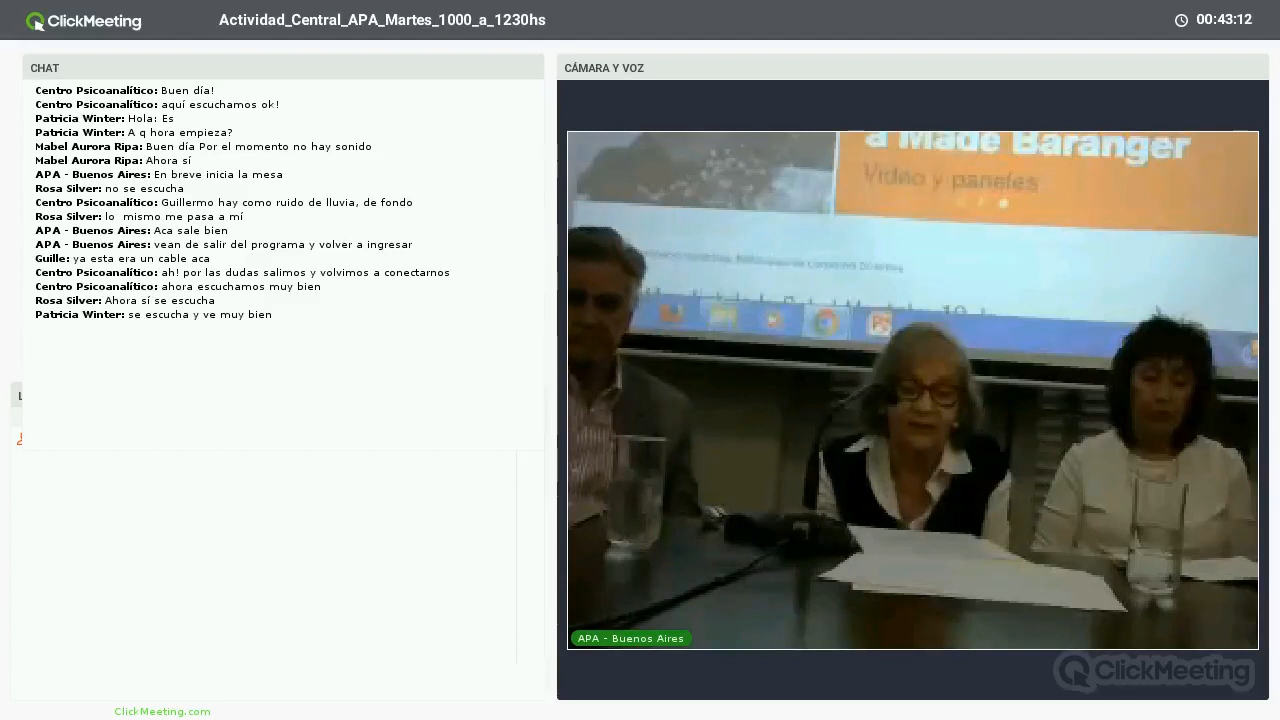 ClickMeeting
Actividad_Central_APA_Martes_1000_a_1230hs
00:43:12
CHAT
Centro Psicoanalítico: Buen día!
Centro Psicoanalítico: aquí escuchamos ok!
Patricia Winter: Hola: Es
Patricia Winter: A q hora empieza?
Mabel Aurora Ripa: Buen día Por el momento no hay sonido
Mabel Aurora Ripa: Ahora sí
APA - Buenos Aires: En breve inicia la mesa
Rosa Silver: no se escucha
Centro Psicoanalítico: Guillermo hay como ruido de lluvia, de fondo
Rosa Silver: lo  mismo me pasa a mí
APA - Buenos Aires: Aca sale bien
APA - Buenos Aires: vean de salir del programa y volver a ingresar
Guille: ya esta era un cable aca
Centro Psicoanalítico: ah! por las dudas salimos y volvimos a conectarnos
Centro Psicoanalítico: ahora escuchamos muy bien
Rosa Silver: Ahora sí se escucha
Patricia Winter: se escucha y ve muy bien
ClickMeeting.com
CÁMARA Y VOZ
a Made Baranger
Video y paneles
APA - Buenos Aires
ClickMeeting